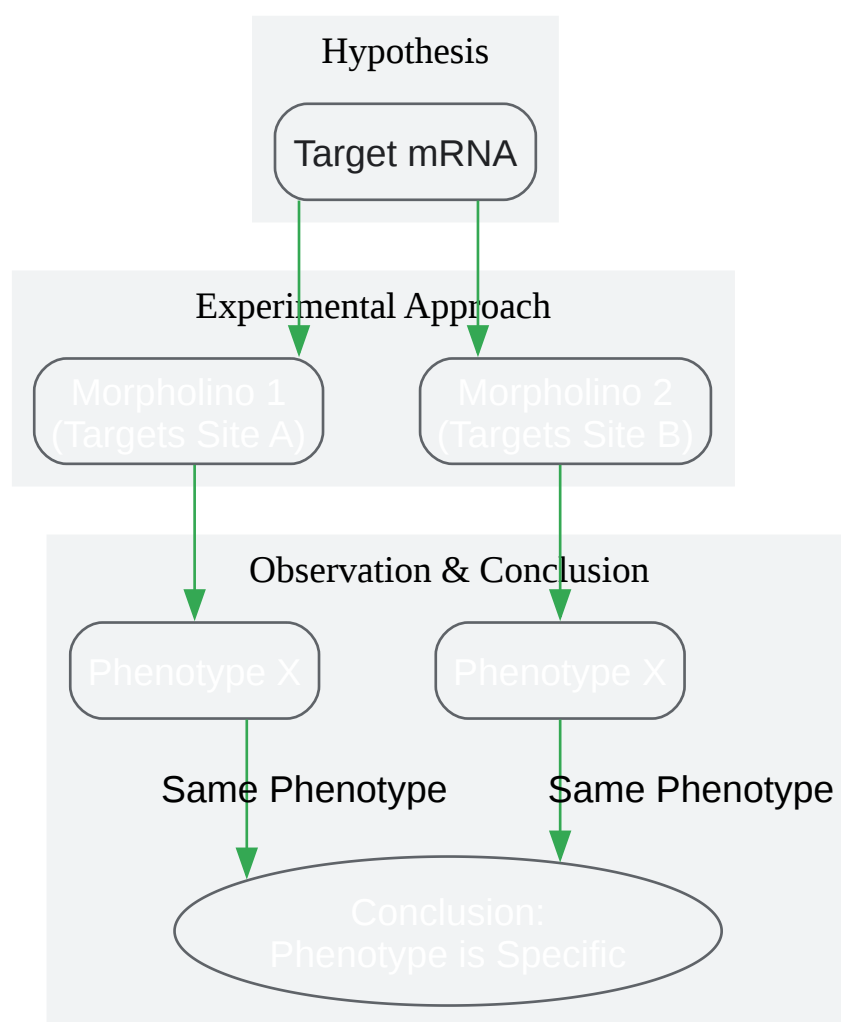 Hypothesis
Target mRNA
Experimental Approach
Morpholino 1
(Targets Site A)
Morpholino 2
(Targets Site B)
Observation & Conclusion
Phenotype X
Phenotype X
Same Phenotype
Same Phenotype
Conclusion:
Phenotype is Specific